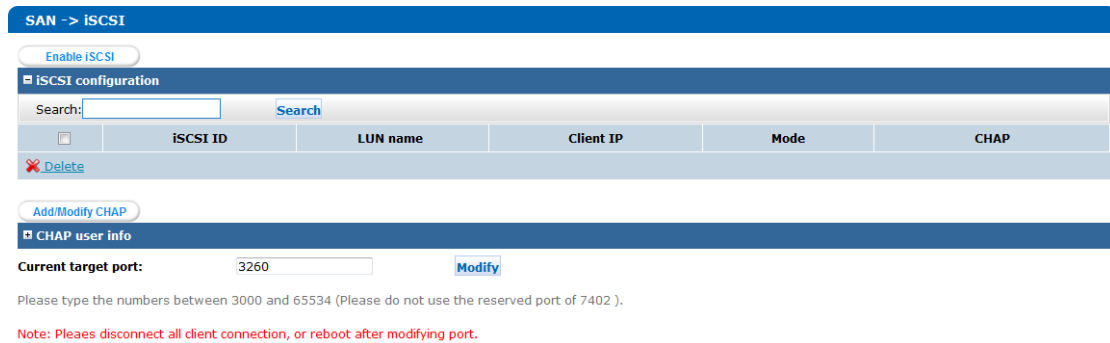 SAN -> iSCSI
Enable iSCSI
iSCSI configuration
Search: Search
iSCSI ID LUN name Client IP Mode CHAP
Delete
Add/Modify CHAP
CHAP user info
Current target port: 3260 Modify
Please type the numbers between 3000 and 65534 (Please do not use the reserved port of 7402 ).
Note: Pleaes disconnect all client connection, or reboot after modifying port.